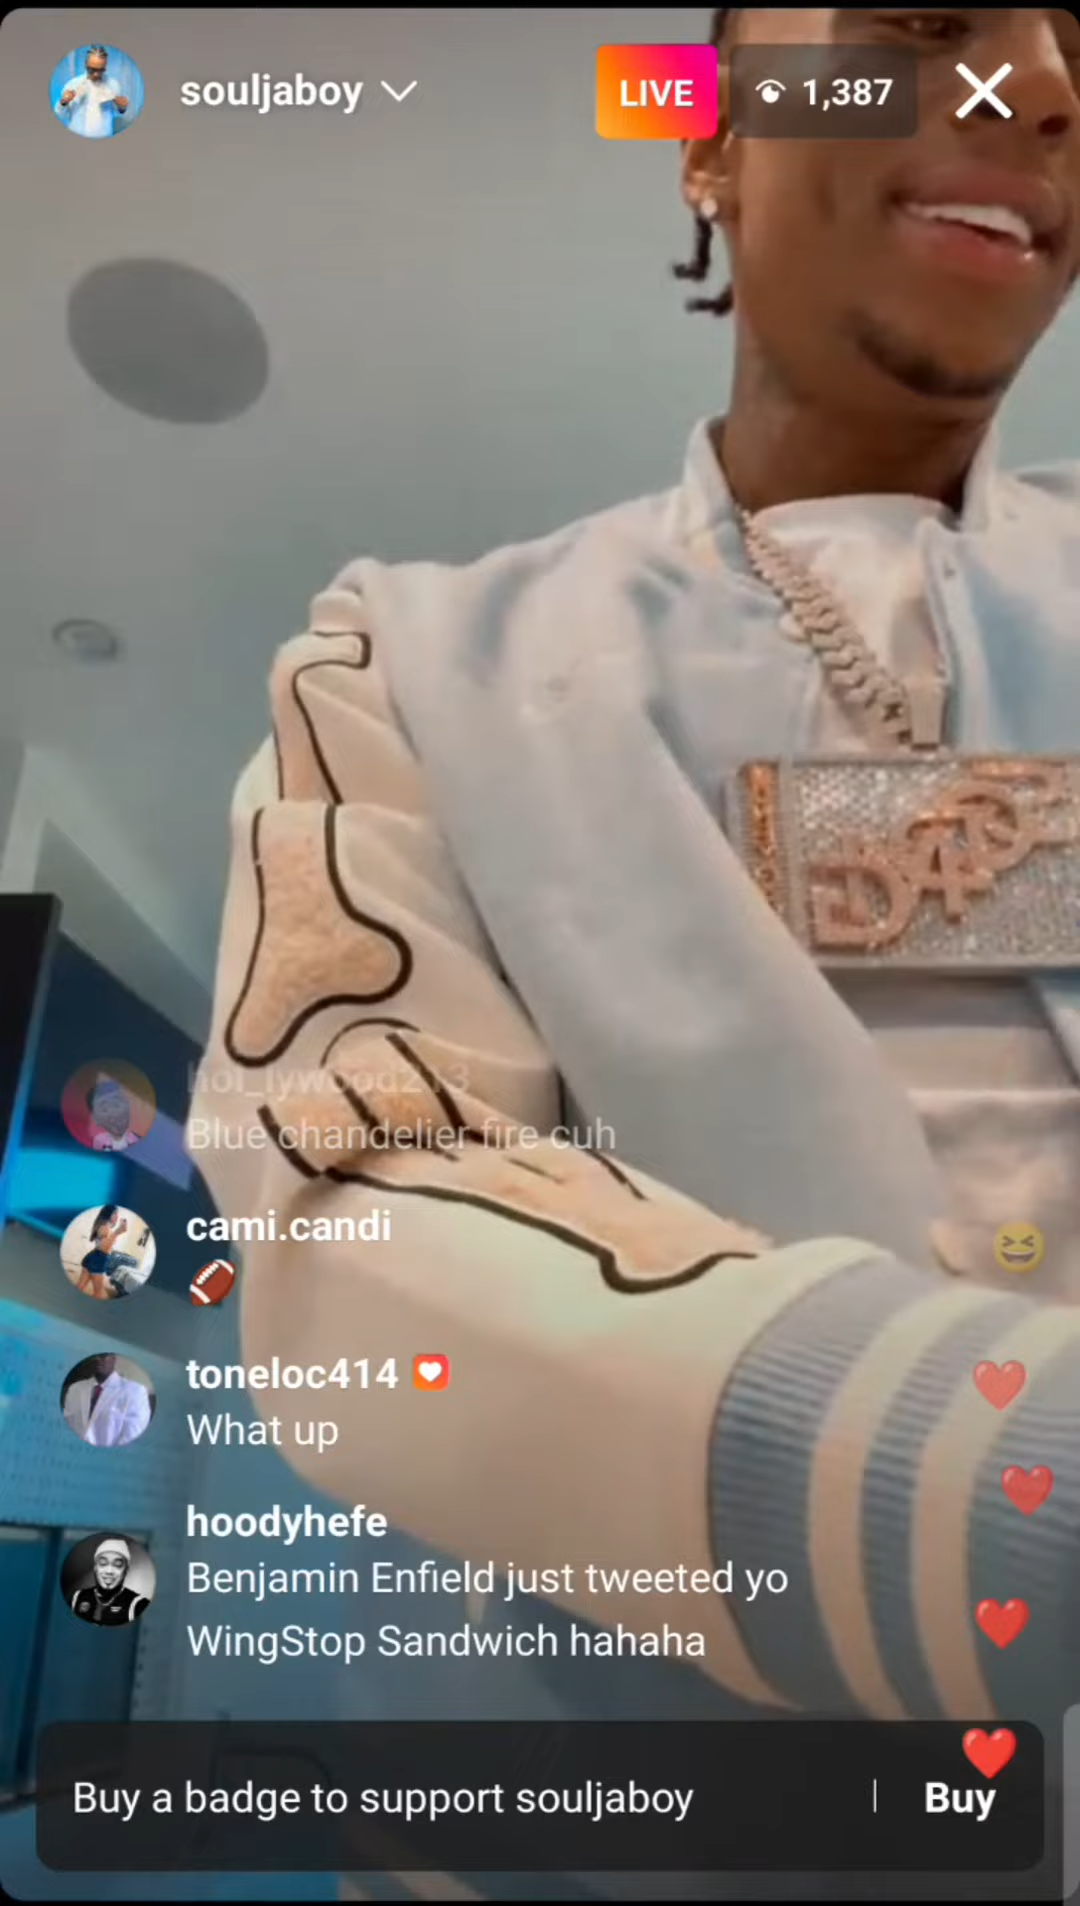 souljaboy
LIVE
1,387
hol_lywood213
Blue chandelier fire cuh
cami.candi
toneloc414
What up
hoodyhefe
Benjamin Enfield just tweeted yo
WingStop Sandwich hahaha
Buy a badge to support souljaboy
Buy